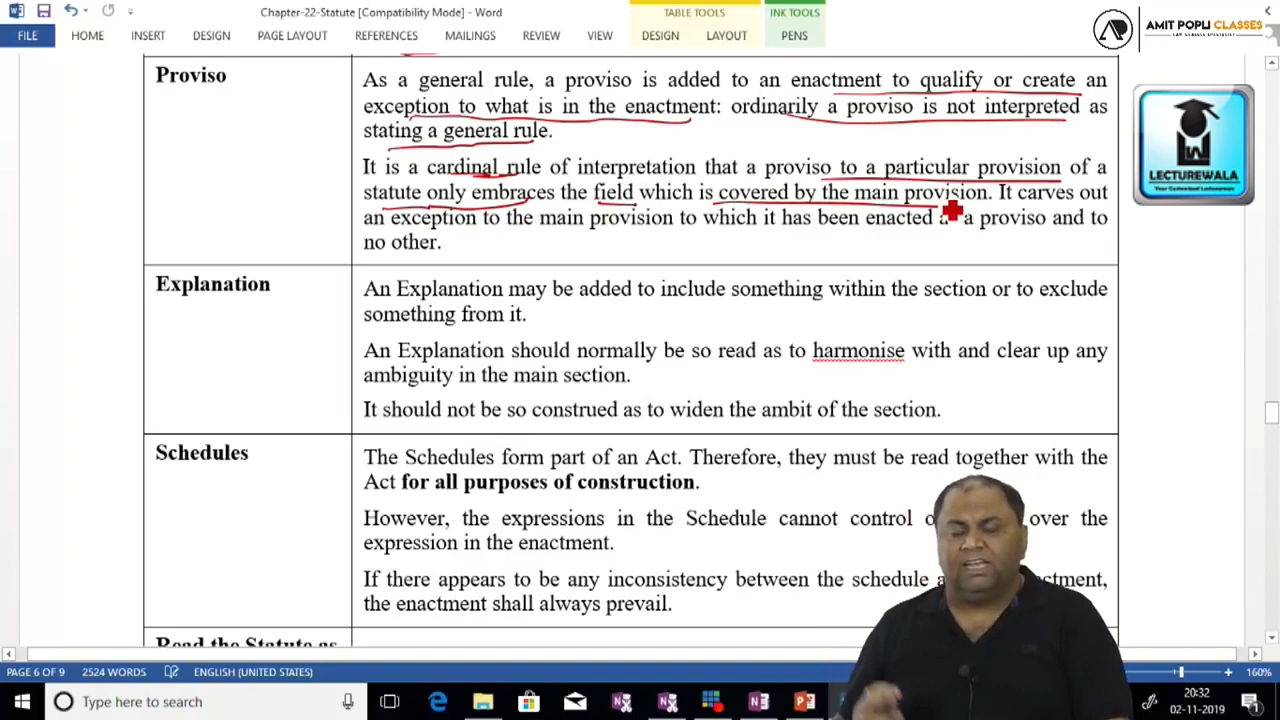 Chapter-22-Statute [Compatibility Mode] - Word
TABLE TOOLS
INK TOOLS
FILE HOME INSERT DESIGN PAGE LAYOUT REFERENCES MAILINGS REVIEW VIEW DESIGN LAYOUT PENS
AMIT POPLI CLASSES
LECTUREWALA
Proviso
As a general rule, a proviso is added to an enactment to qualify or create an
exception to what is in the enactment: ordinarily a proviso is not interpreted as
stating a general rule.
It is a cardinal rule of interpretation that a proviso to a particular provision of a
statute only embraces the field which is covered by the main provision. It carves out
an exception to the main provision to which it has been enacted a proviso and to
no other.
Explanation
An Explanation may be added to include something within the section or to exclude
something from it.
An Explanation should normally be so read as to harmonise with and clear up any
ambiguity in the main section.
It should not be so construed as to widen the ambit of the section.
Schedules
The Schedules form part of an Act. Therefore, they must be read together with the
Act for all purposes of construction.
However, the expressions in the Schedule cannot control over the
expression in the enactment.
If there appears to be any inconsistency between the schedule
the enactment shall always prevail.
Read the Statute as
PAGE 6 OF 9 2524 WORDS ENGLISH (UNITED STATES) 160%
Type here to search
20:32
02-11-2019